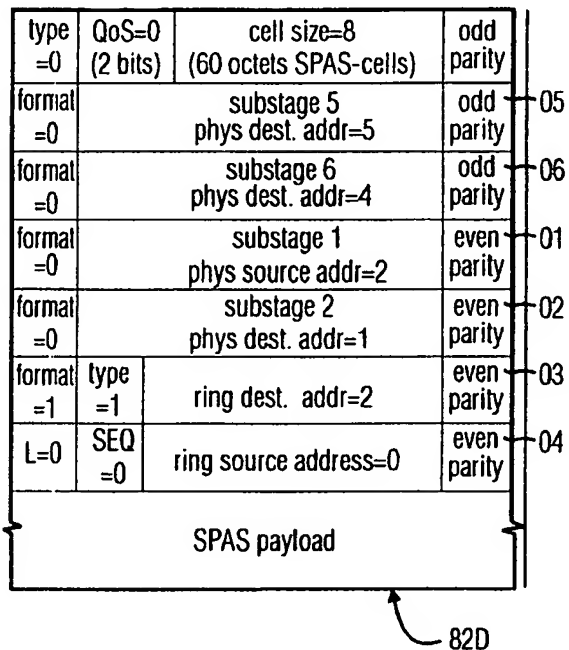 type QoS=0 cell size=8 odd
=0 (2 bits) (60 octets SPAS-cells) parity
format substage 5 odd 05
=0 phys dest. addr=5 parity
format substage 6 odd 06
=0 phys dest. addr=4 parity
format substage 1 even 01
=0 phys source addr=2 parity
format substage 2 even 02
=0 phys dest. addr=1 parity
format type ring dest. addr=2 even 03
=1 =1 parity
L=0 SEQ ring source address=0 even 04
=0 parity
SPAS payload
82D